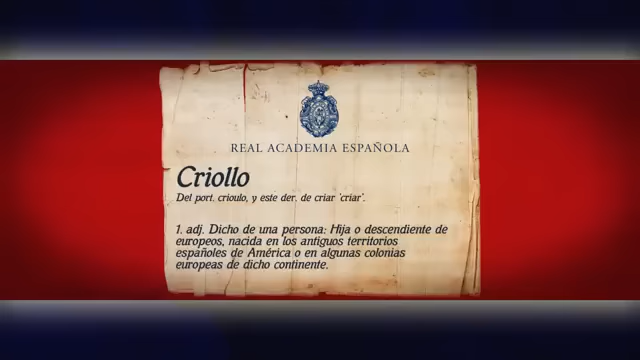 REAL ACADEMIA ESPAÑOLA
Criollo
Del port. crioulo, y este der. de criar 'criar'.
1. adj. Dicho de una persona: Hija o descendiente de
europeos, nacida en los antiguos territorios
españoles de América o en algunas colonias
europeas de dicho continente.